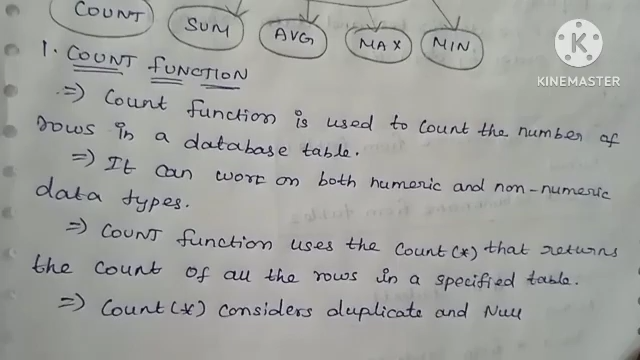 COUNT
SUM
AVG
MAX
MIN.
KINEMASTER
1. COUNT FUNCTION
=> Count function is used to count the number of
rows in a database table.
=> It can work on both numeric and non-numeric
data types.
=> COUNT function uses the count(*) that returns
the count of all the rows in a specified table.
=> Count(*) considers duplicate and Null